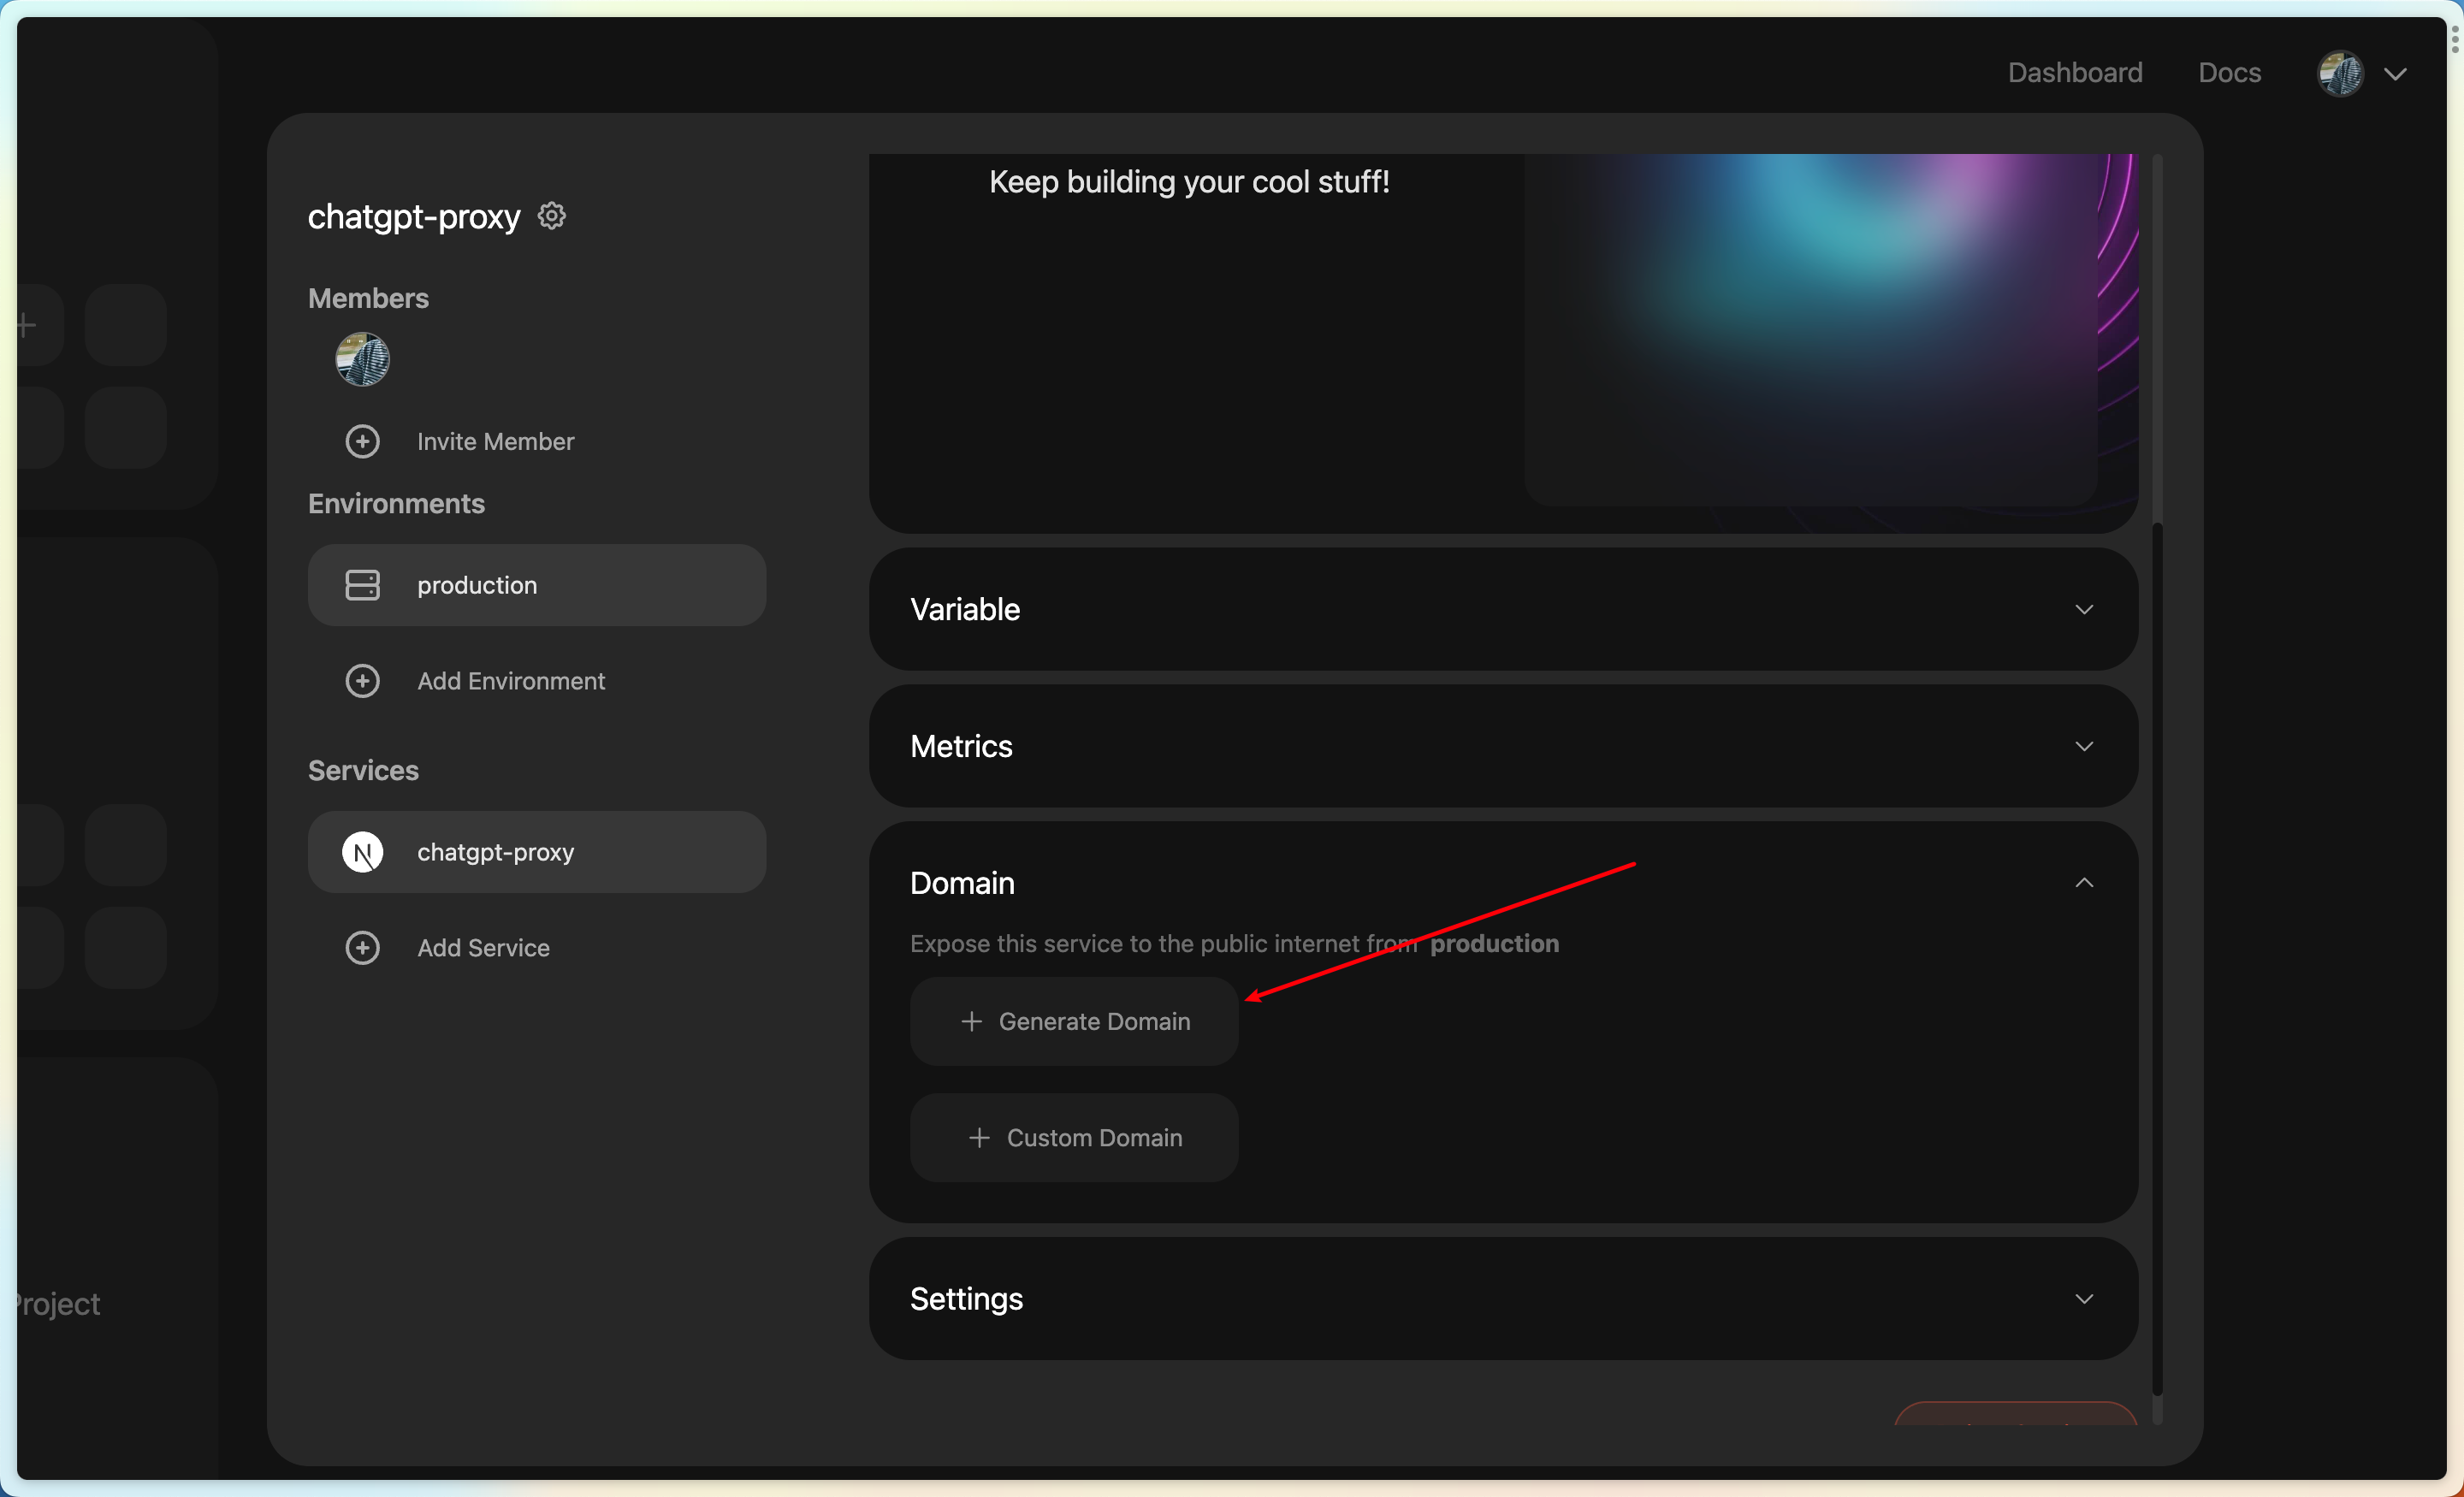 Dashboard
Docs
chatgpt-proxy
Members
Invite Member
Environments
production
Add Environment
Services
chatgpt-proxy
Add Service
Keep building your cool stuff!
Variable
Metrics
Domain
Expose this service to the public internet from production
Generate Domain
Custom Domain
Settings
roject